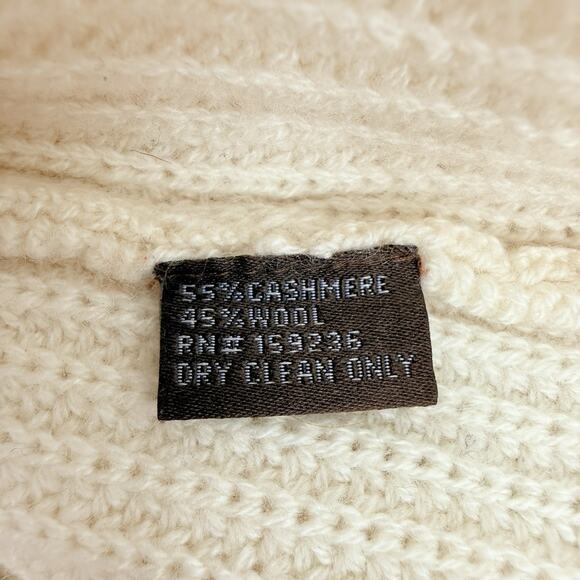 55%CASHMERE
45%WOOL
RN# 159236
DRY CLEAN ONLY